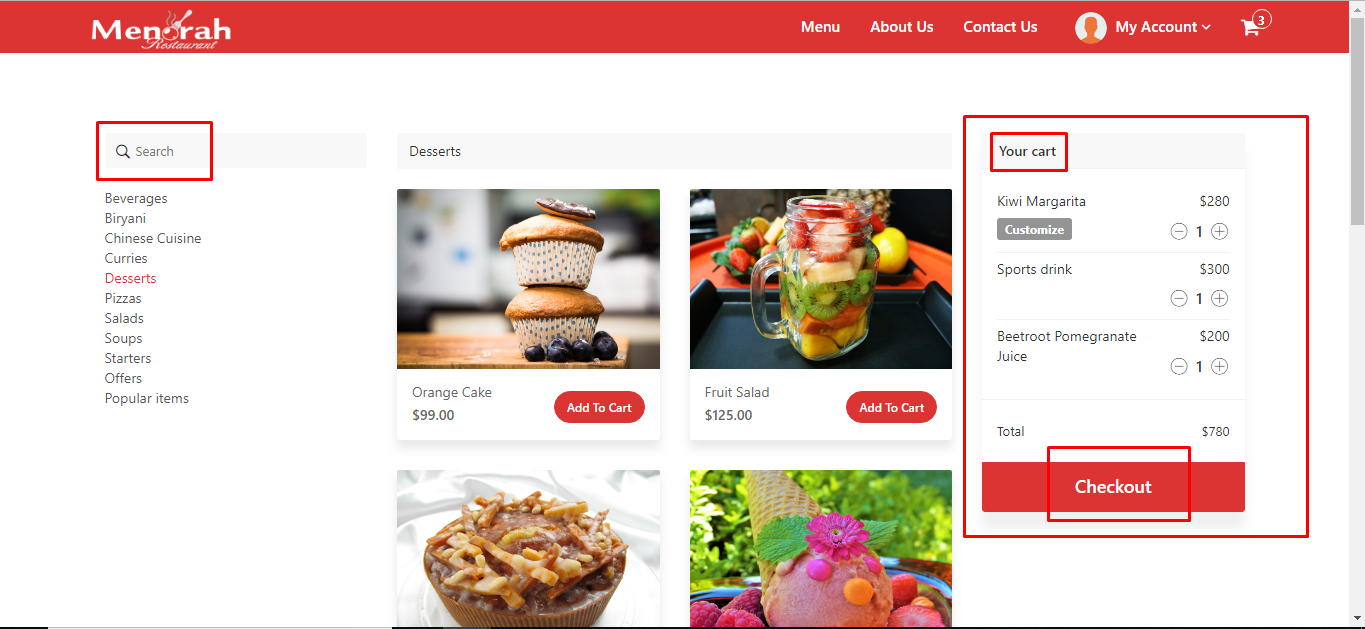 Menorah
Restaurant
Menu
About Us
Contact Us
My Account
3
Search
Beverages
Biryani
Chinese Cuisine
Curries
Desserts
Pizzas
Salads
Soups
Starters
Offers
Popular items
Desserts
Orange Cake
$99.00
Add To Cart
Fruit Salad
$125.00
Add To Cart
Your cart
Kiwi Margarita $280
Customize 1
Sports drink $300
1
Beetroot Pomegranate $200
Juice
1
Total $780
Checkout